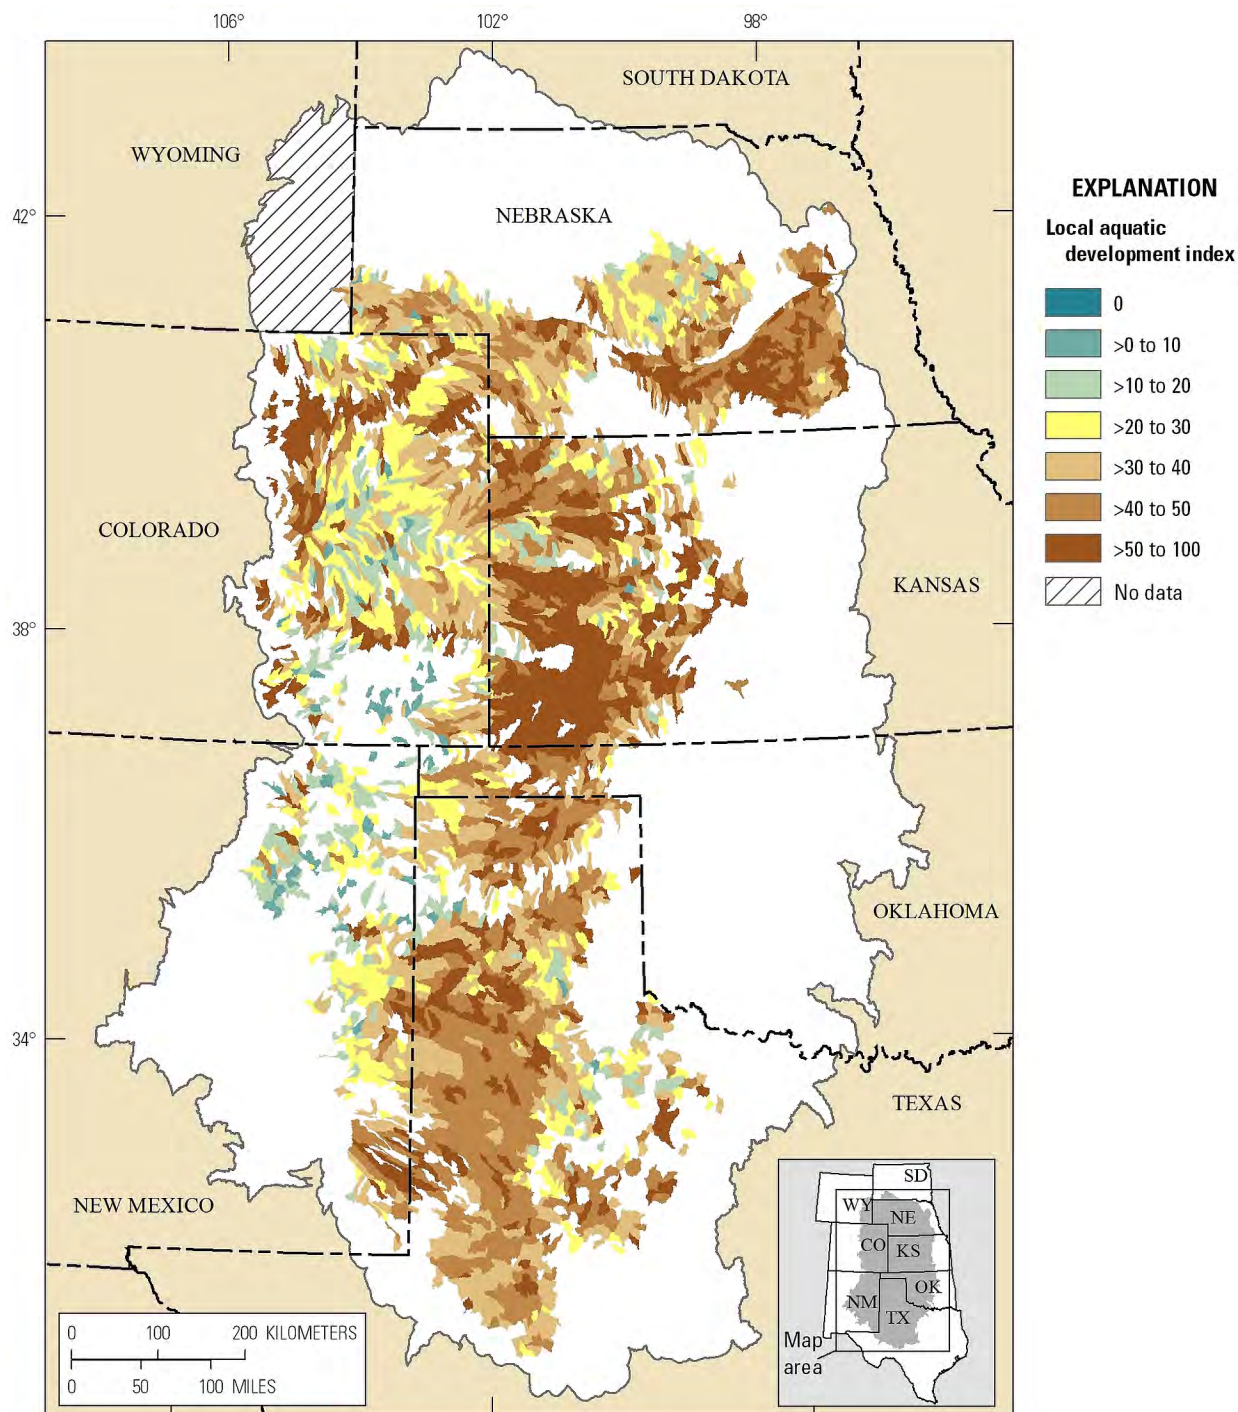 106°
102°
98°
SOUTH DAKOTA
WYOMING
42°
NEBRASKA
COLORADO
38°
KANSAS
OKLAHOMA
34°
TEXAS
NEW MEXICO
EXPLANATION
Local aquatic
development index
0
>0 to 10
>10 to 20
>20 to 30
>30 to 40
>40 to 50
>50 to 100
No data
0 100 200 KILOMETERS
0 50 100 MILES
SD
WY
NE
CO
KS
OK
NM
TX
Map
area